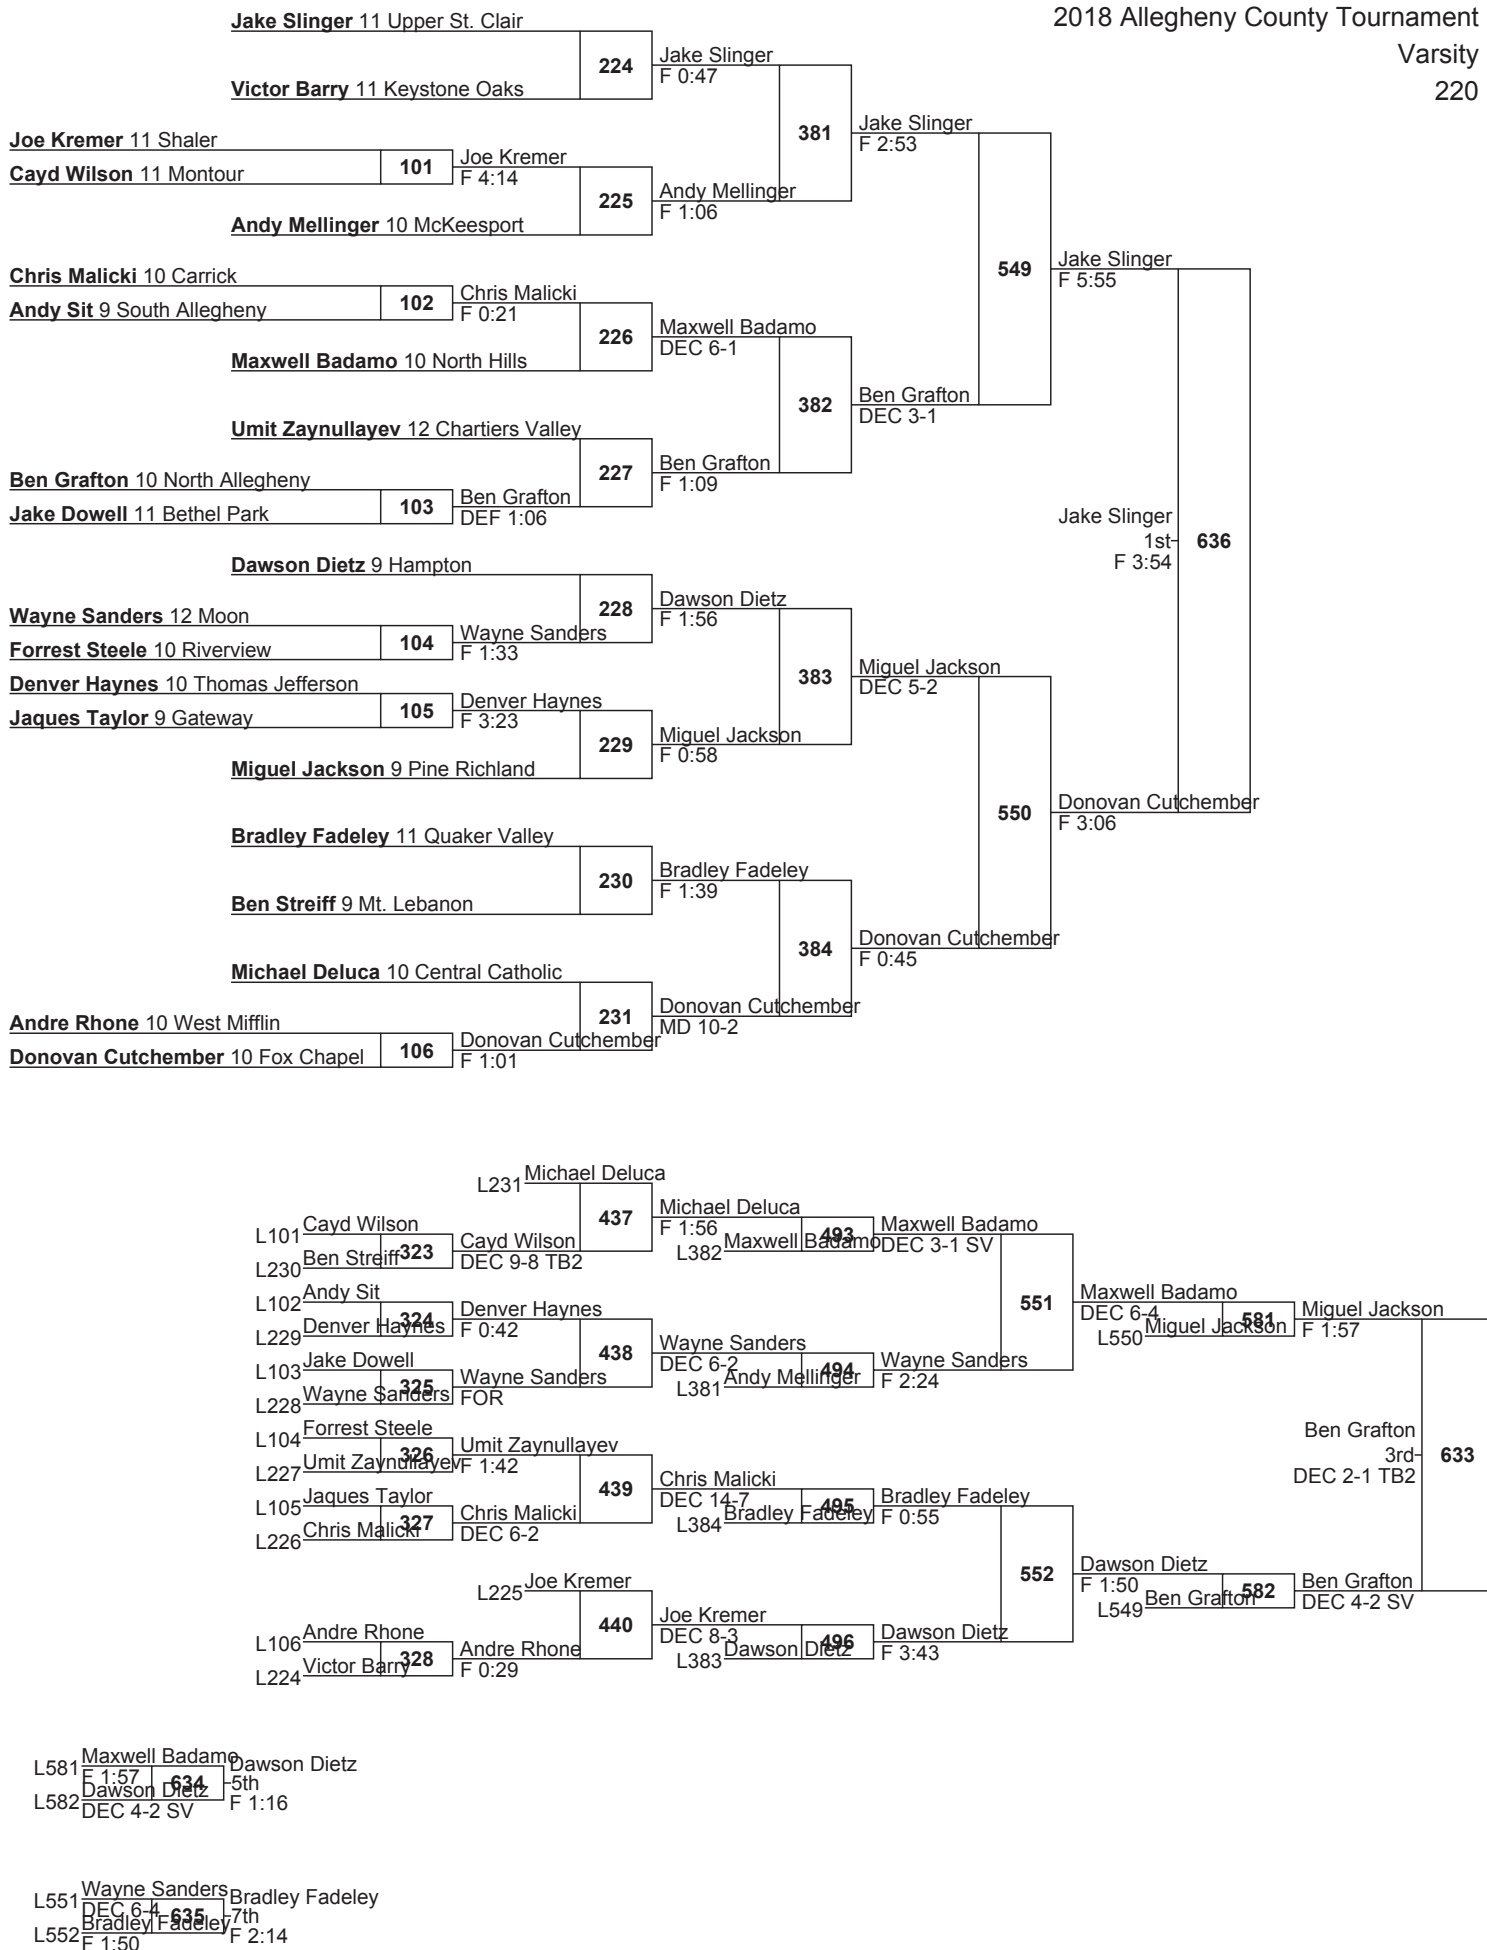 2018 Allegheny County Tournament
Varsity
220
Jake Slinger 11 Upper St. Clair
224
Jake Slinger
F 0:47
Victor Barry 11 Keystone Oaks
381
Jake Slinger
F 2:53
Joe Kremer 11 Shaler
101
Joe Kremer
F 4:14
Cayd Wilson 11 Montour
225
Andy Mellinger
F 1:06
Andy Mellinger 10 McKeesport
549
Jake Slinger
F 5:55
Chris Malicki 10 Carrick
102
Chris Malicki
F 0:21
Andy Sit 9 South Allegheny
226
Maxwell Badamo
DEC 6-1
Maxwell Badamo 10 North Hills
382
Ben Grafton
DEC 3-1
Umit Zaynullayev 12 Chartiers Valley
227
Ben Grafton
F 1:09
Ben Grafton 10 North Allegheny
103
Ben Grafton
DEF 1:06
Jake Dowell 11 Bethel Park
Jake Slinger
1st
F 3:54
636
Dawson Dietz 9 Hampton
228
Dawson Dietz
F 1:56
Wayne Sanders 12 Moon
104
Wayne Sanders
F 1:33
Forrest Steele 10 Riverview
383
Miguel Jackson
DEC 5-2
Denver Haynes 10 Thomas Jefferson
105
Denver Haynes
F 3:23
Jaques Taylor 9 Gateway
229
Miguel Jackson
F 0:58
Miguel Jackson 9 Pine Richland
550
Donovan Cutchember
F 3:06
Bradley Fadeley 11 Quaker Valley
230
Bradley Fadeley
F 1:39
Ben Streiff 9 Mt. Lebanon
384
Donovan Cutchember
F 0:45
Michael Deluca 10 Central Catholic
231
Donovan Cutchember
MD 10-2
Andre Rhone 10 West Mifflin
106
Donovan Cutchember
F 1:01
Donovan Cutchember 10 Fox Chapel
L231 Michael Deluca
437
Michael Deluca
F 1:56
L101 Cayd Wilson
323
Cayd Wilson
DEC 9-8 TB2
L230 Ben Streiff
L382 Maxwell Badamo
493
Maxwell Badamo
DEC 3-1 SV
L102 Andy Sit
324
Denver Haynes
F 0:42
L229 Denver Haynes
551
Maxwell Badamo
DEC 6-4
L550 Miguel Jackson
581
Miguel Jackson
F 1:57
438
Wayne Sanders
DEC 6-2
L103 Jake Dowell
325
Wayne Sanders
FOR
L228 Wayne Sanders
L381 Andy Mellinger
494
Wayne Sanders
F 2:24
L104 Forrest Steele
326
Umit Zaynullayev
F 1:42
L227 Umit Zaynullayev
Ben Grafton
3rd
DEC 2-1 TB2
633
439
Chris Malicki
DEC 14-7
L105 Jaques Taylor
327
Chris Malicki
DEC 6-2
L226 Chris Malicki
L384 Bradley Fadeley
495
Bradley Fadeley
F 0:55
552
Dawson Dietz
F 1:50
L549 Ben Grafton
582
Ben Grafton
DEC 4-2 SV
L225 Joe Kremer
440
Joe Kremer
DEC 8-3
L106 Andre Rhone
328
Andre Rhone
F 0:29
L224 Victor Barry
L383 Dawson Dietz
496
Dawson Dietz
F 3:43
L581 Maxwell Badamo
F 1:57
634
Dawson Dietz
5th
F 1:16
L582 Dawson Dietz
DEC 4-2 SV
L551 Wayne Sanders
DEC 6-4
635
Bradley Fadeley
7th
F 2:14
L552 Bradley Fadeley
F 1:50